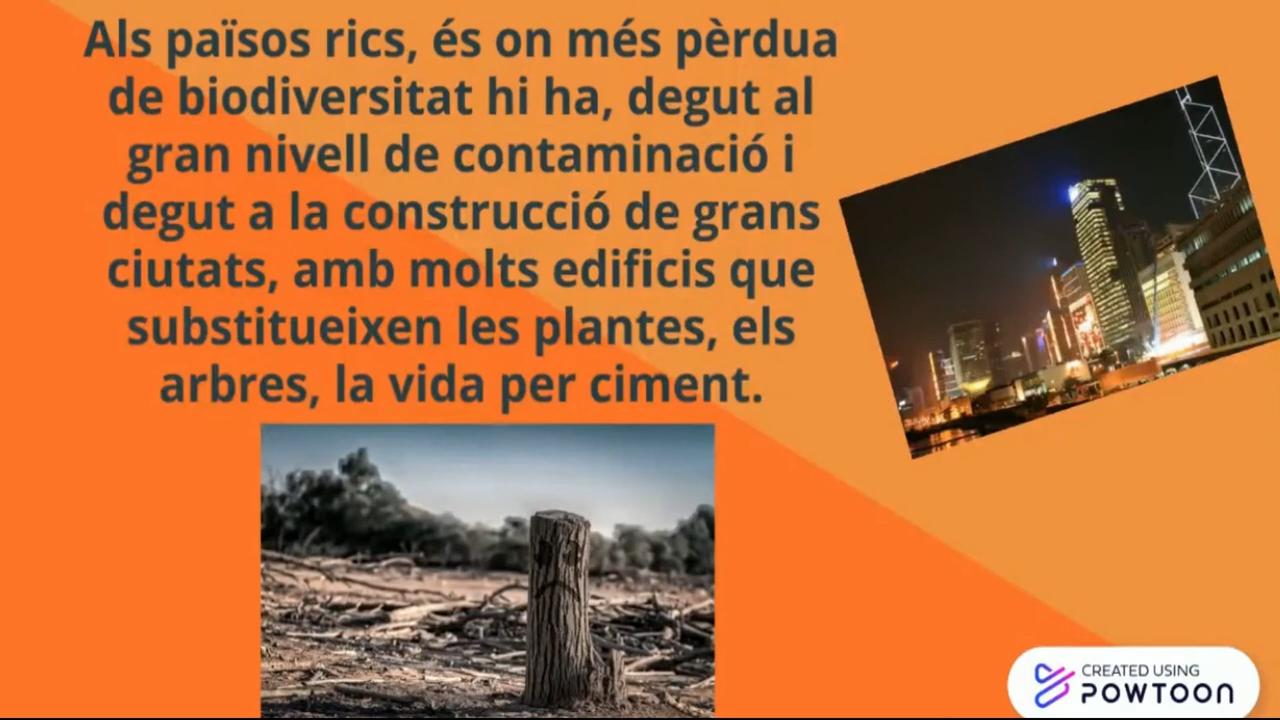 Als països rics, és on més pèrdua
de biodiversitat hi ha, degut al
gran nivell de contaminació i
degut a la construcció de grans
ciutats, amb molts edificis que
substitueixen les plantes, els
arbres, la vida per ciment.
CREATED USING
POWTOON